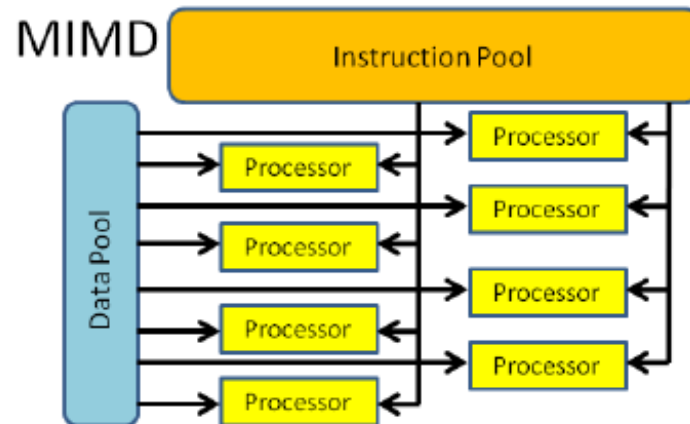 MIMD
Instruction Pool
Data Pool
Processor
Processor
Processor
Processor
Processor
Processor
Processor
Processor